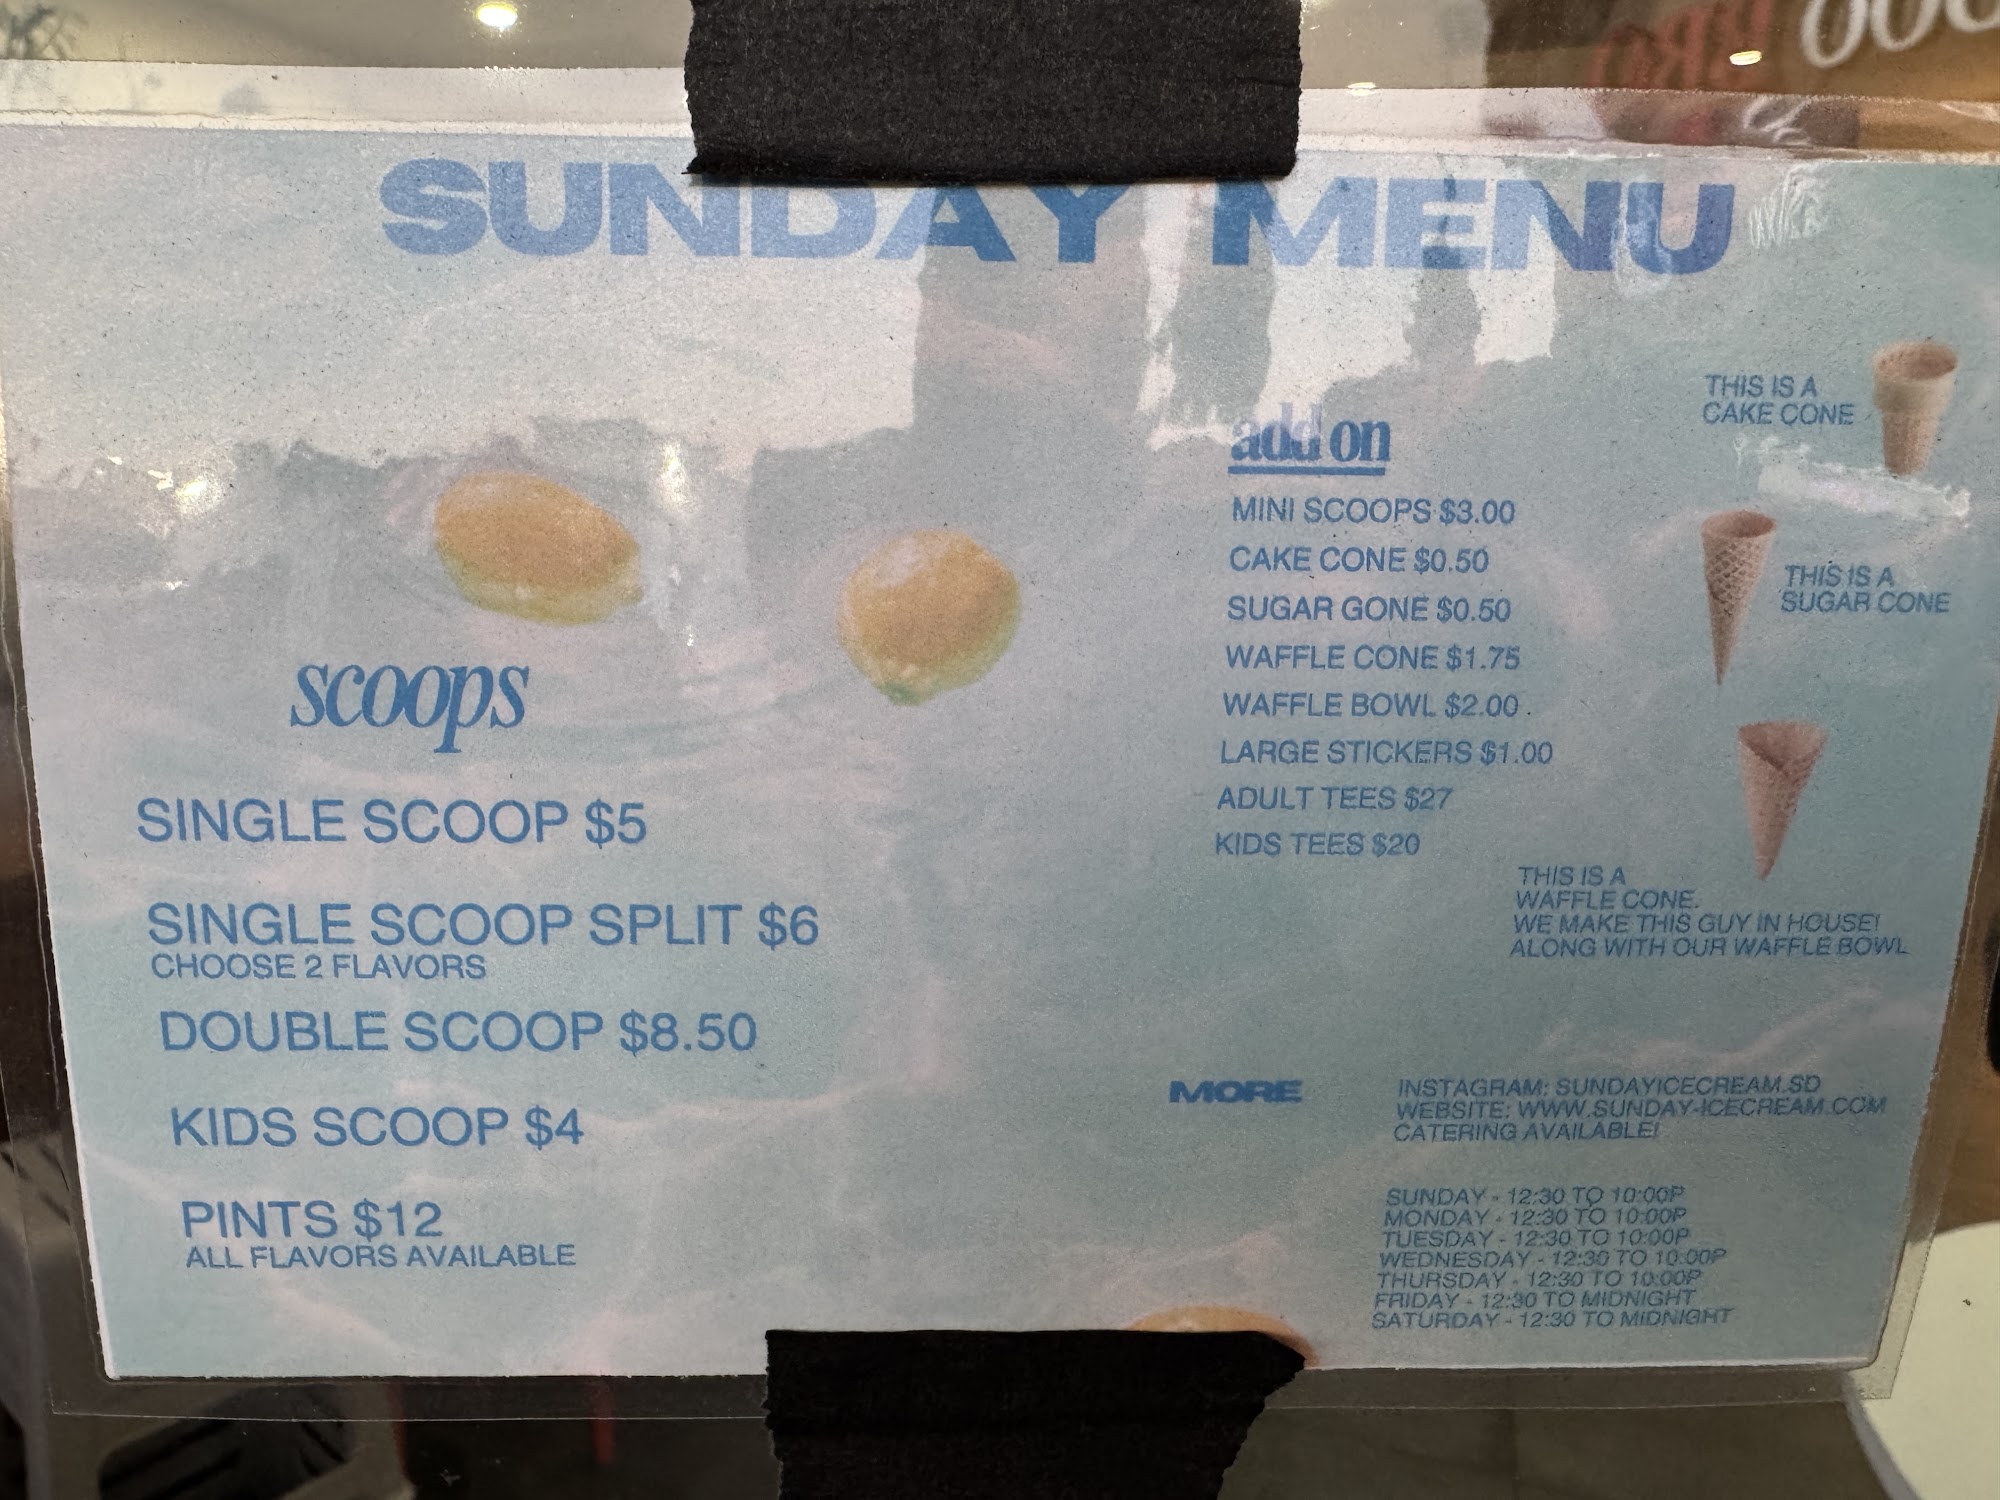 SUNDAY MENU
scoops
SINGLE SCOOP $5
SINGLE SCOOP SPLIT $6
CHOOSE 2 FLAVORS
DOUBLE SCOOP $8.50
KIDS SCOOP $4
PINTS $12
ALL FLAVORS AVAILABLE
add on
MINI SCOOPS $3.00
CAKE CONE $0.50
SUGAR GONE $0.50
WAFFLE CONE $1.75
WAFFLE BOWL $2.00
LARGE STICKERS $1.00
ADULT TEES $27
KIDS TEES $20
THIS IS A
CAKE CONE
THIS IS A
SUGAR CONE
THIS IS A
WAFFLE CONE.
WE MAKE THIS GUY IN HOUSE!
ALONG WITH OUR WAFFLE BOWL
MORE
INSTAGRAM: SUNDAYICECREAM.SD
WEBSITE: WWW.SUNDAY-ICECREAM.COM
CATERING AVAILABLE!
SUNDAY - 12:30 TO 10:00P
MONDAY - 12:30 TO 10:00P
TUESDAY - 12:30 TO 10:00P
WEDNESDAY - 12:30 TO 10:00P
THURSDAY - 12:30 TO 10:00P
FRIDAY - 12:30 TO MIDNIGHT
SATURDAY - 12:30 TO MIDNIGHT